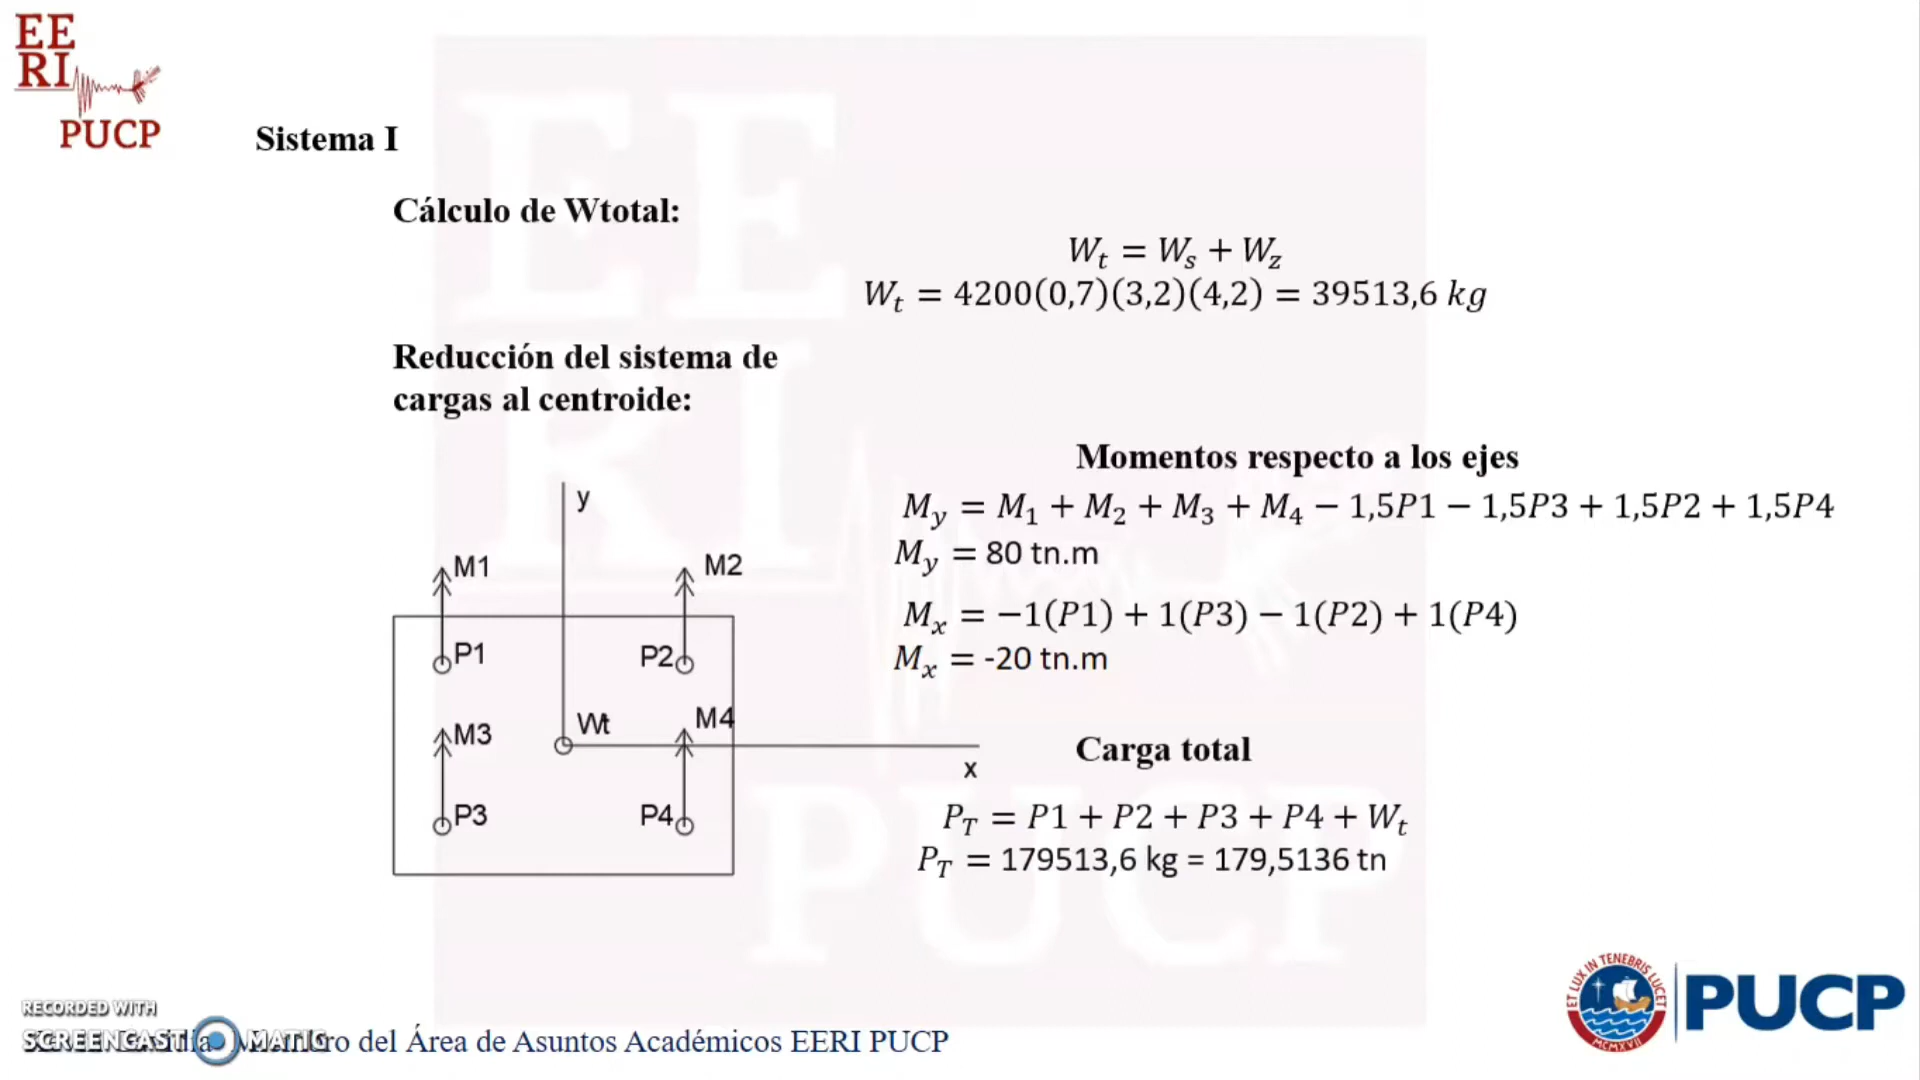 EE
RI
PUCP
Sistema I
Cálculo de Wtotal:
W_t = W_s + W_z
W_t = 4200(0,7)(3,2)(4,2) = 39513,6 kg
Reducción del sistema de
cargas al centroide:
Momentos respecto a los ejes
M_y = M_1 + M_2 + M_3 + M_4 − 1,5P1 − 1,5P3 + 1,5P2 + 1,5P4
M_y = 80 tn.m
M_x = −1(P1) + 1(P3) − 1(P2) + 1(P4)
M_x = -20 tn.m
y
M1
M2
P1
P2
Wt
M4
M3
x
P3
P4
Carga total
P_T = P1 + P2 + P3 + P4 + W_t
P_T = 179513,6 kg = 179,5136 tn
EE
RI
PUCP
ET LUX IN TENEBRIS LUCET
MCMXVII
PUCP
RECORDED WITH
SCREENCAST MATIC
del Área de Asuntos Académicos EERI PUCP